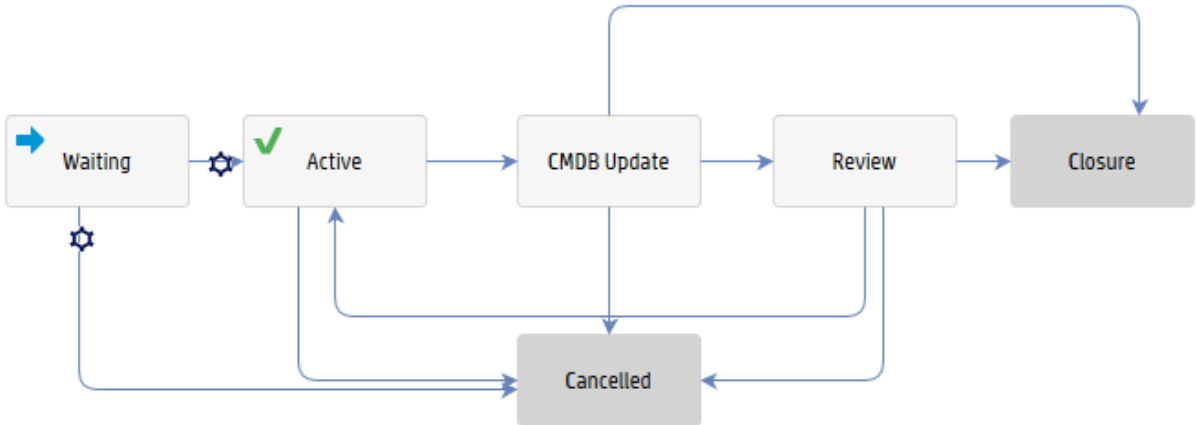 Waiting
Active
CMDB Update
Review
Closure
Cancelled